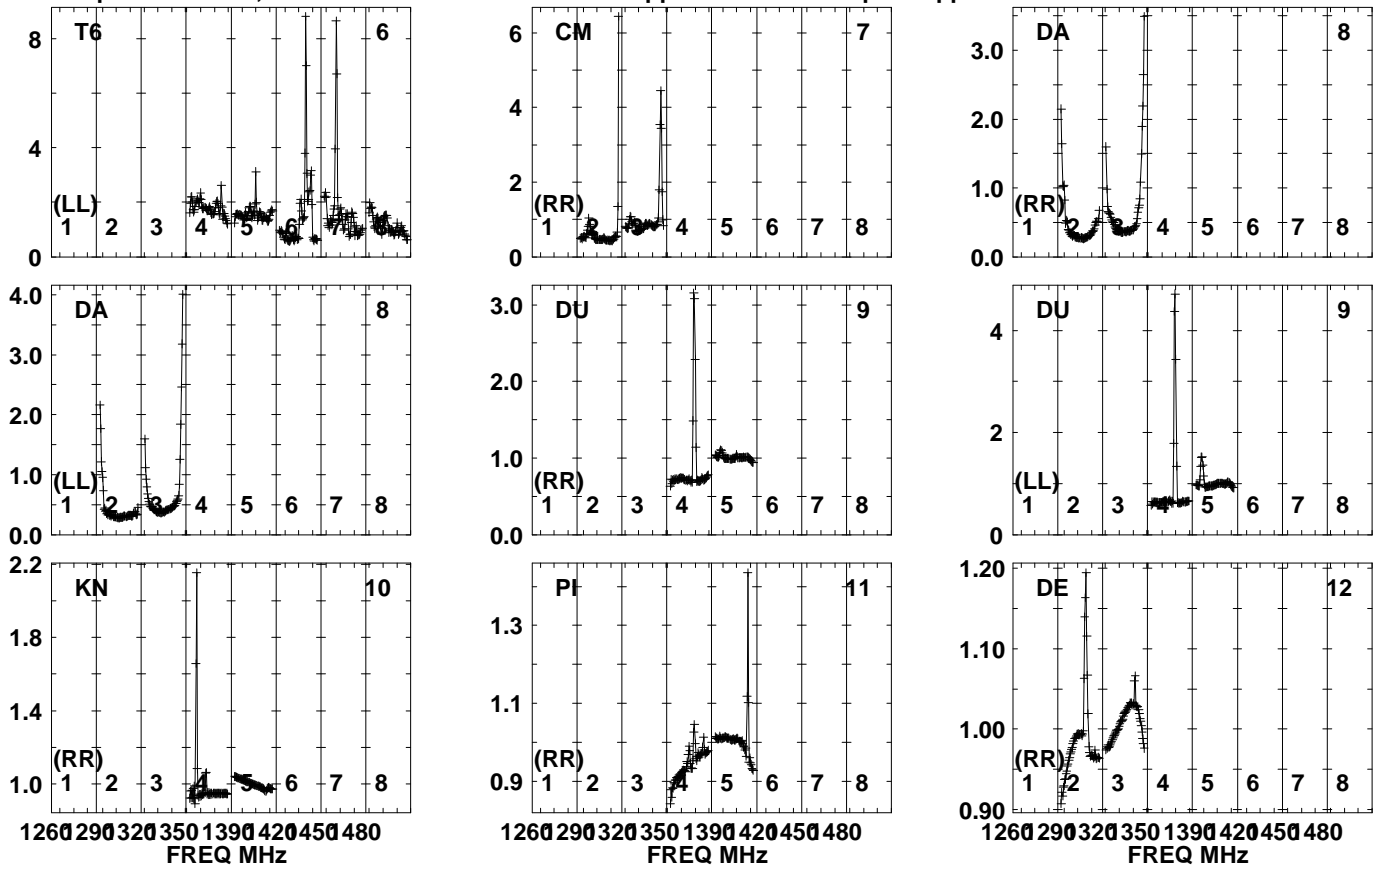 T6 6
8
4
0
(LL)
1 2 3 4 5 6 7 8
CM 7
6
4
2
0
(RR)
1 2 3 4 5 6 7 8
DA 8
3.0
2.0
1.0
0.0
(RR)
1 2 3 4 5 6 7 8
DA 8
4.0
3.0
2.0
1.0
0.0
(LL)
1 2 3 4 5 6 7 8
DU 9
3.0
2.0
1.0
0.0
(RR)
1 2 3 4 5 6 7 8
DU 9
4
2
0
(LL)
1 2 3 4 5 6 7 8
KN 10
2.2
1.8
1.4
1.0
(RR)
1 2 3 4 5 6 7 8
1260 1290 1320 1350 1390 1420 1450 1480
FREQ MHz
PI 11
1.3
1.1
0.9
(RR)
1 2 3 4 5 6 7 8
1260 1290 1320 1350 1390 1420 1450 1480
FREQ MHz
DE 12
1.20
1.10
1.00
0.90
(RR)
1 2 3 4 5 6 7 8
1260 1290 1320 1350 1390 1420 1450 1480
FREQ MHz